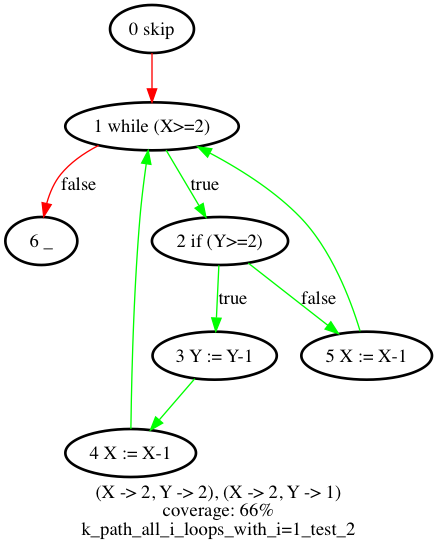 0 skip
1 while (X>=2)
false
true
6 _
2 if (Y>=2)
true
false
3 Y := Y-1
5 X := X-1
4 X := X-1
(X -> 2, Y -> 2), (X -> 2, Y -> 1)
coverage: 66%
k_path_all_i_loops_with_i=1_test_2